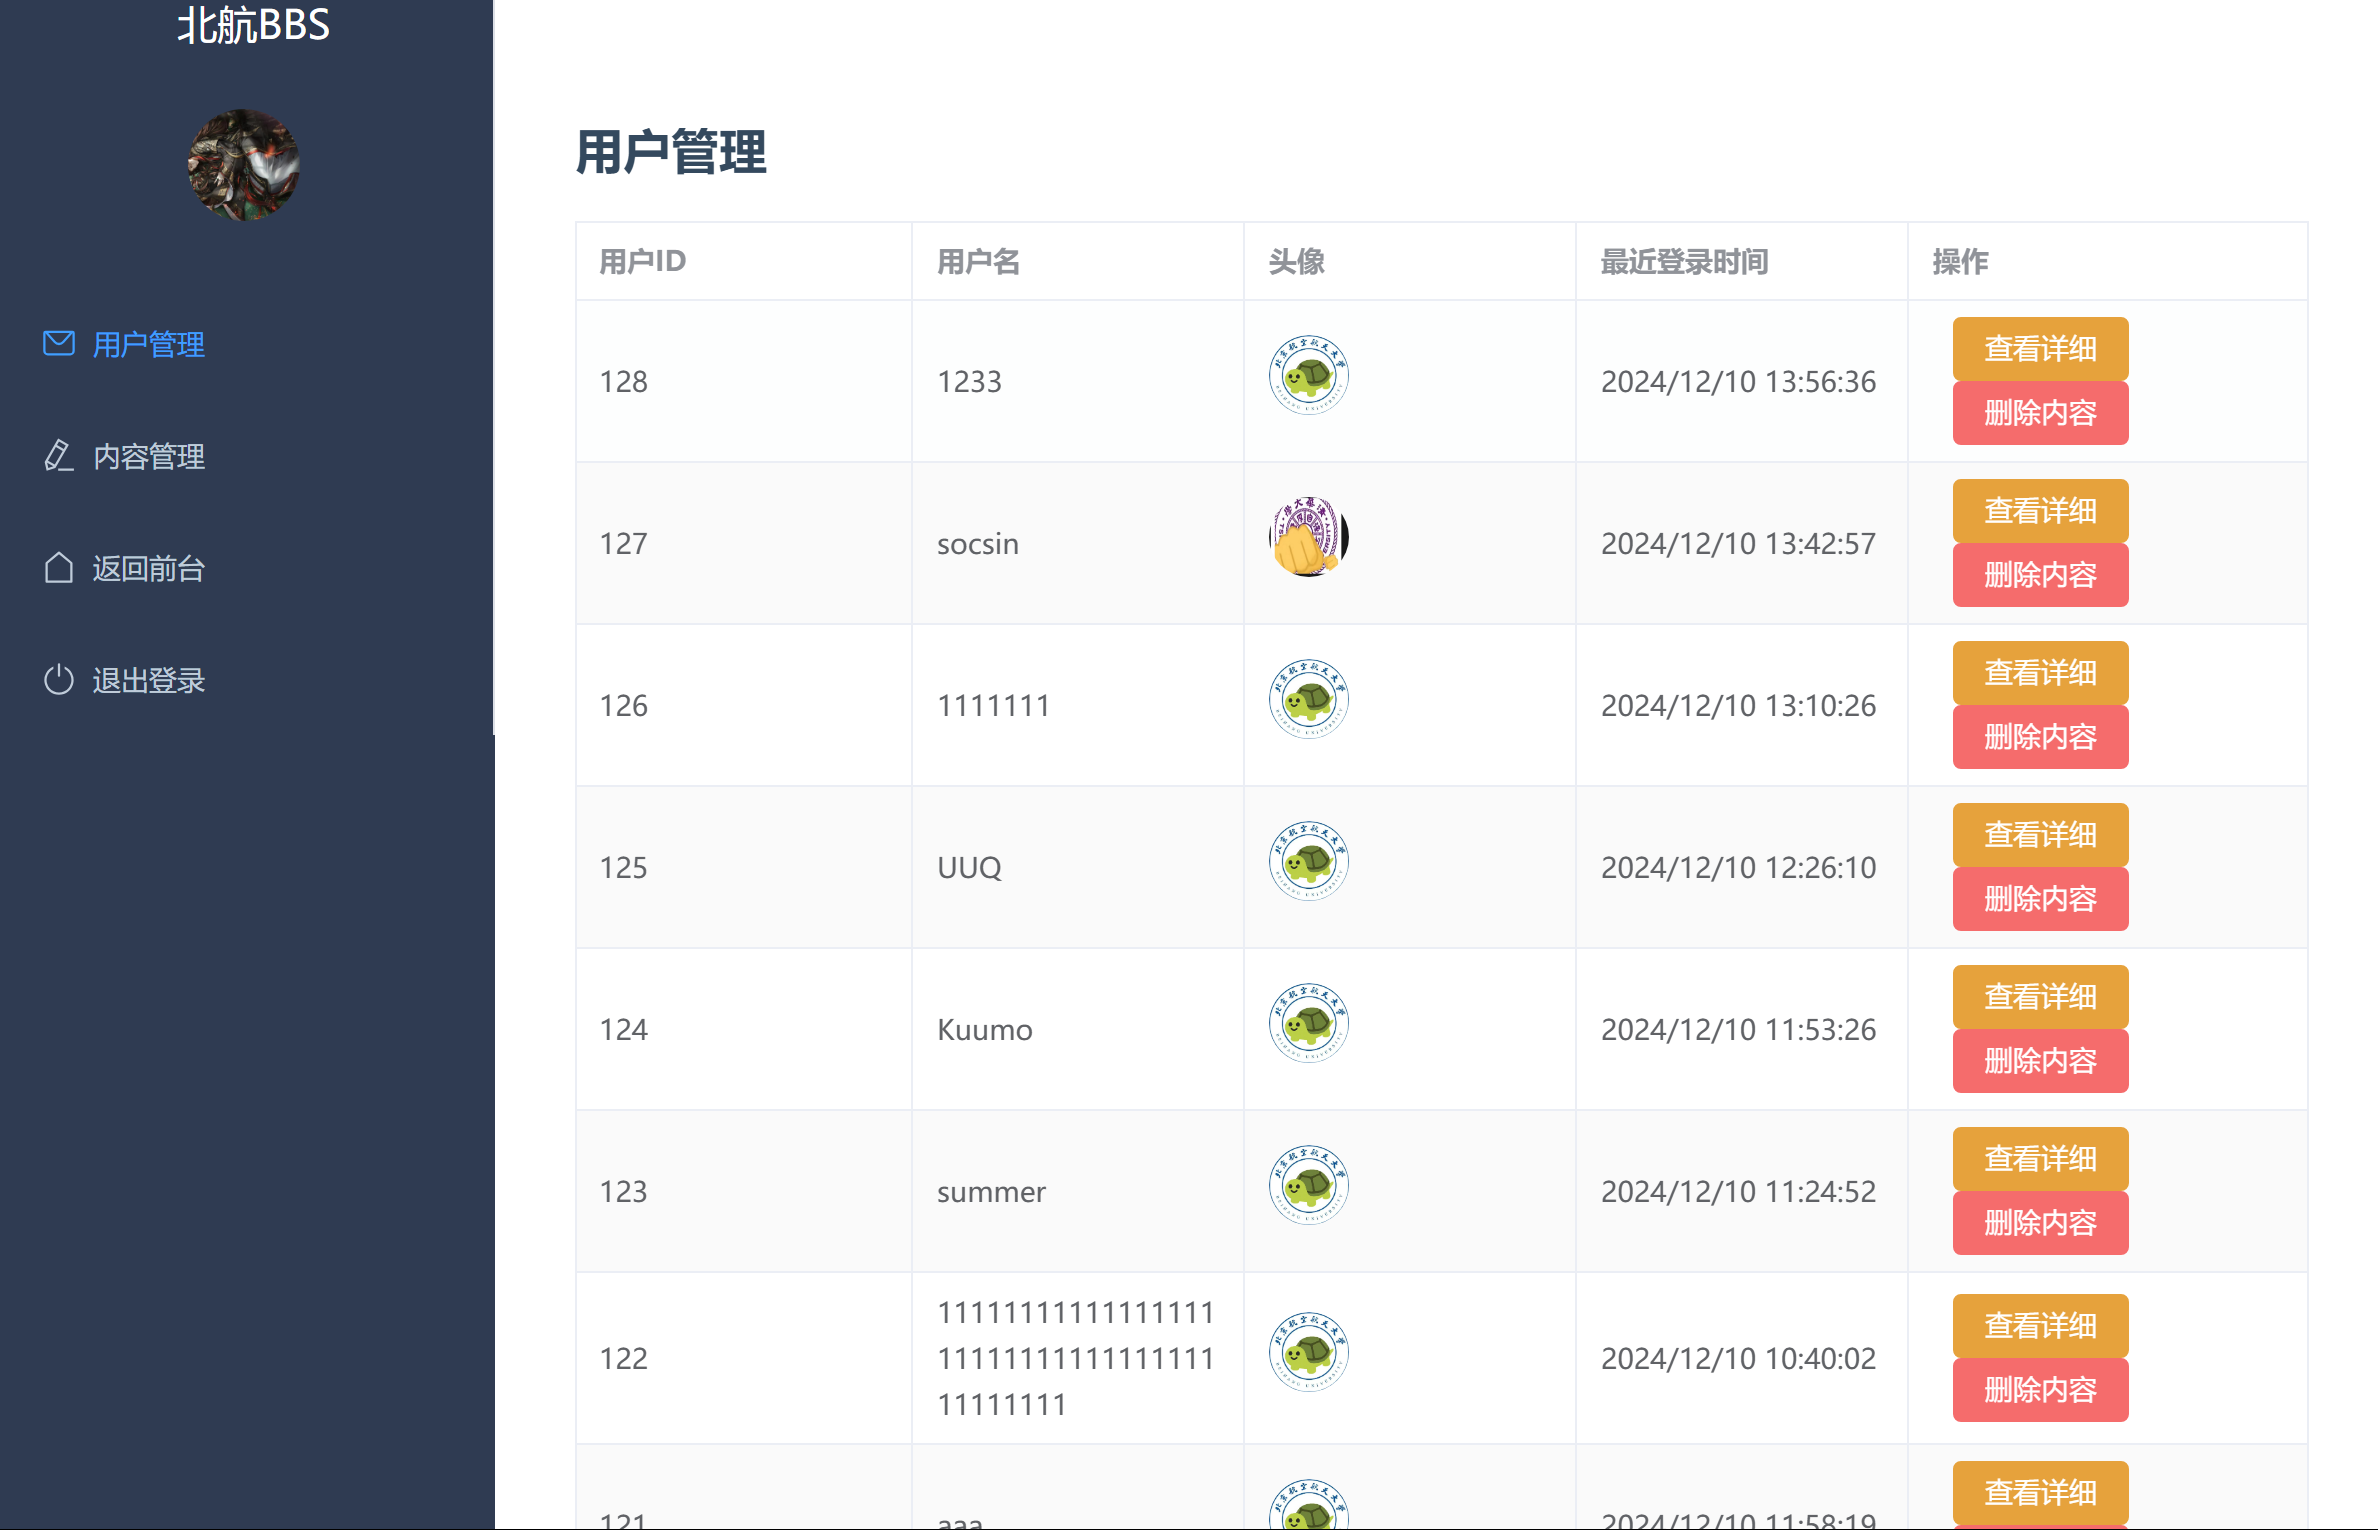 北航BBS
用户管理
内容管理
返回前台
退出登录
用户管理
用户ID 用户名 头像 最近登录时间 操作
128 1233 2024/12/10 13:56:36 查看详细
删除内容
127 socsin 2024/12/10 13:42:57 查看详细
删除内容
126 1111111 2024/12/10 13:10:26 查看详细
删除内容
125 UUQ 2024/12/10 12:26:10 查看详细
删除内容
124 Kuumo 2024/12/10 11:53:26 查看详细
删除内容
123 summer 2024/12/10 11:24:52 查看详细
删除内容
122 11111111111111111
11111111111111111
11111111 2024/12/10 10:40:02 查看详细
删除内容
121 aaa 2024/12/10 11:58:19 查看详细